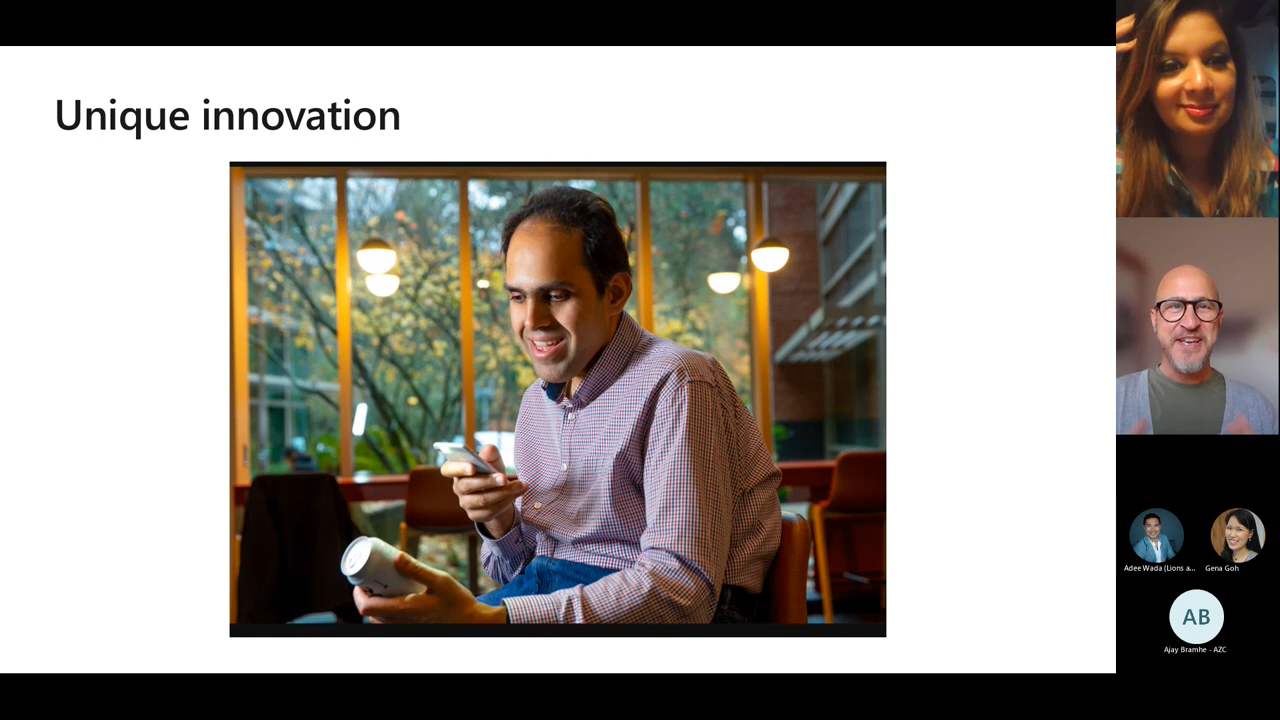 Unique innovation
Adee Wada (Lions a...
Gena Goh
AB
Ajay Bramhe - AZC